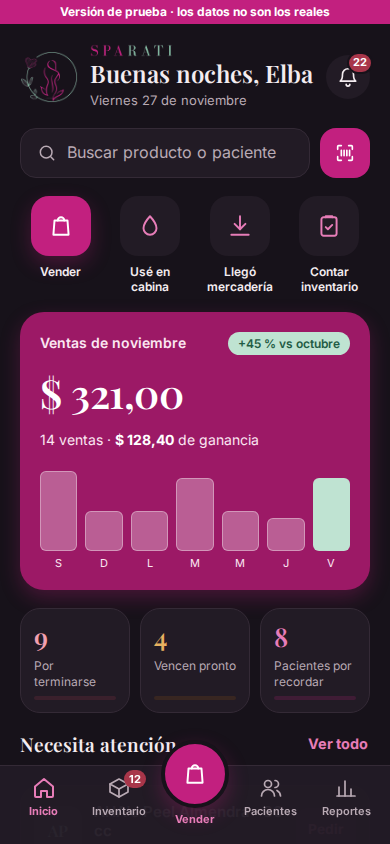 Versión de prueba · los datos no son los reales
SPARATI
Buenas noches, Elba
Viernes 27 de noviembre
22
Buscar producto o paciente
Vender
Usé en
cabina
Llegó
mercadería
Contar
inventario
Ventas de noviembre
+45 % vs octubre
$ 321,00
14 ventas · $ 128,40 de ganancia
S D L M M J V
9
Por
terminarse
4
Vencen pronto
8
Pacientes por
recordar
Necesita atención
Ver todo
12
Inicio
Inventario
Vender
Pacientes
Reportes